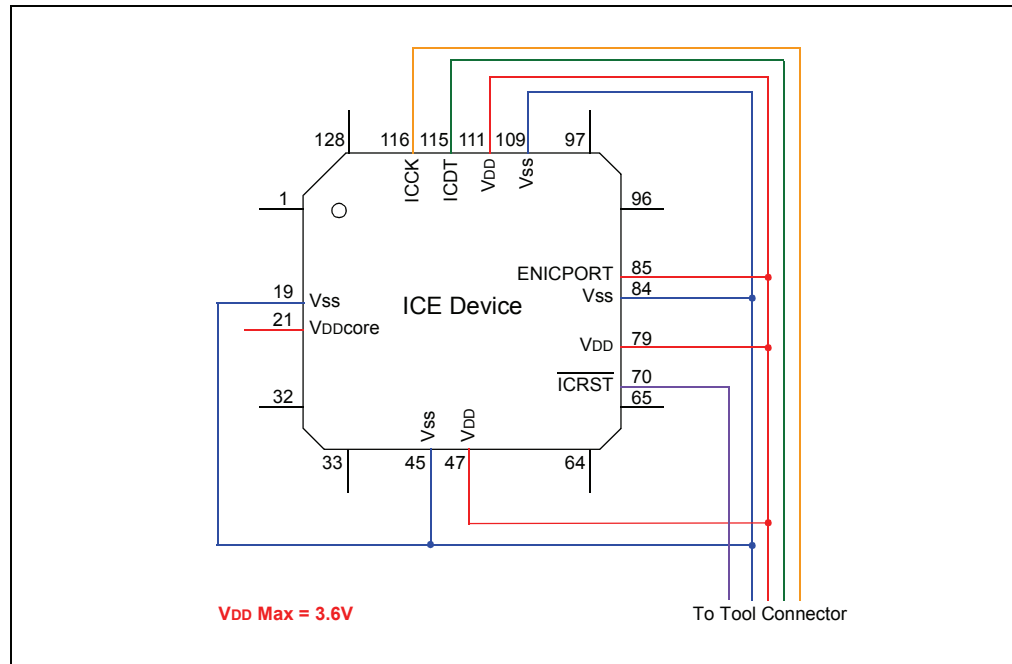 128 116 115 111 109 97
ICCK ICDT VDD Vss
1 96
ENICPORT 85
19 Vss ICE Device Vss 84
21 VDDcore
VDD 79
ICRST 70
32 65
Vss VDD
33 45 47 64
VDD Max = 3.6V To Tool Connector